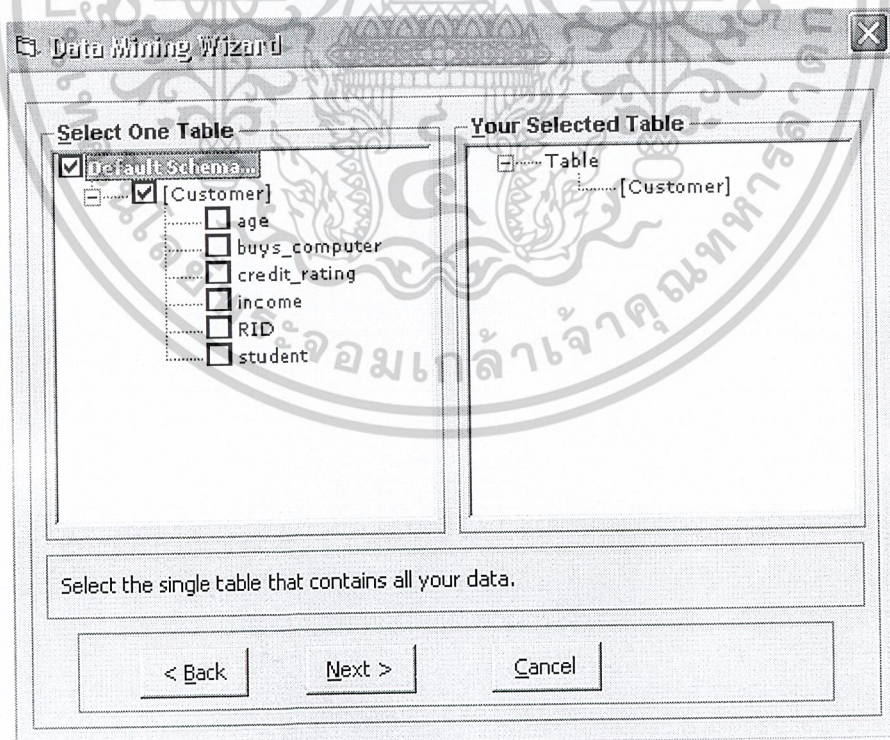 Data Mining Wizard
Select One Table
Default Schema...
[Customer]
age
buys_computer
credit_rating
income
RID
student
Your Selected Table
Table
[Customer]
Select the single table that contains all your data.
< Back
Next >
Cancel